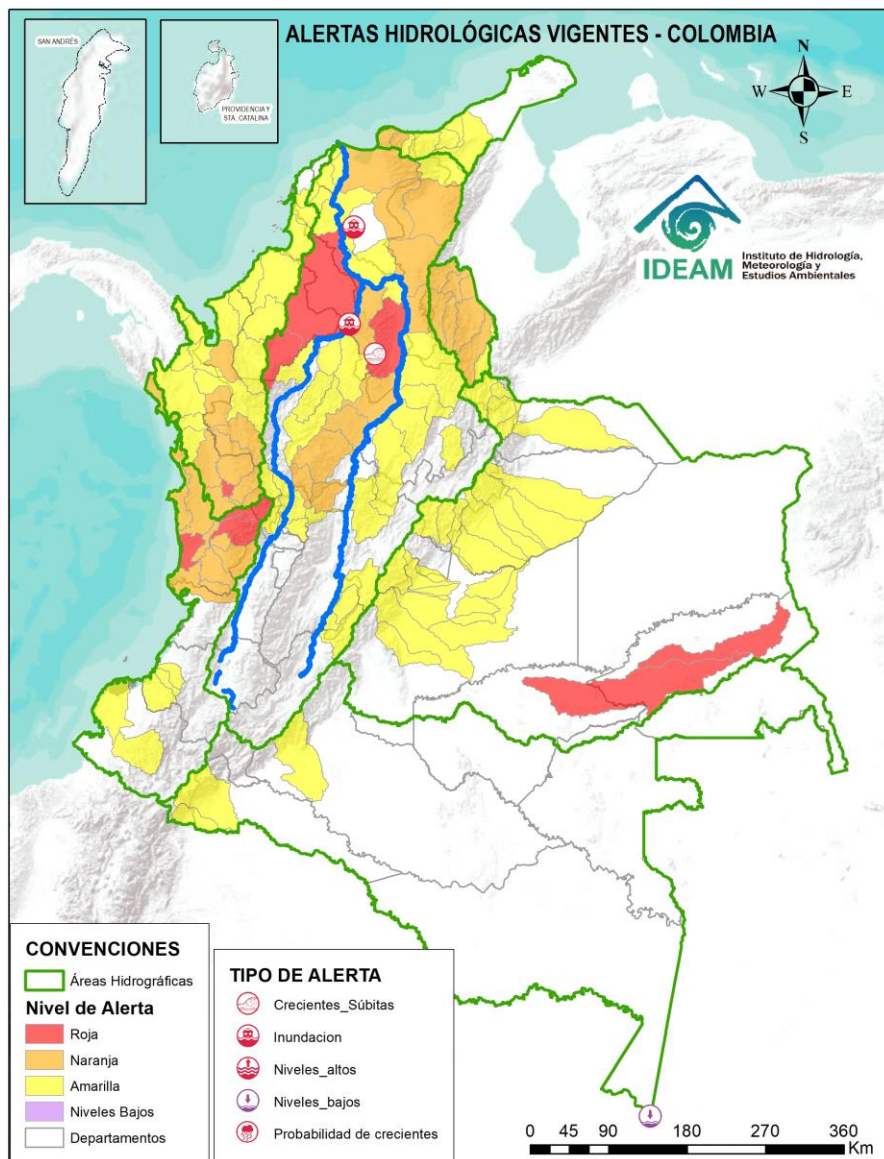 ALERTAS HIDROLÓGICAS VIGENTES - COLOMBIA
SAN ANDRÉS
PROVIDENCIA Y
STA. CATALINA
N
W
E
S
IDEAM
Instituto de Hidrología,
Meteorología y
Estudios Ambientales
CONVENCIONES
Áreas Hidrográficas
Nivel de Alerta
Roja
Naranja
Amarilla
Niveles Bajos
Departamentos
TIPO DE ALERTA
Crecientes_Súbitas
Inundacion
Niveles_altos
Niveles_bajos
Probabilidad de crecientes
0 45 90 180 270 360
Km